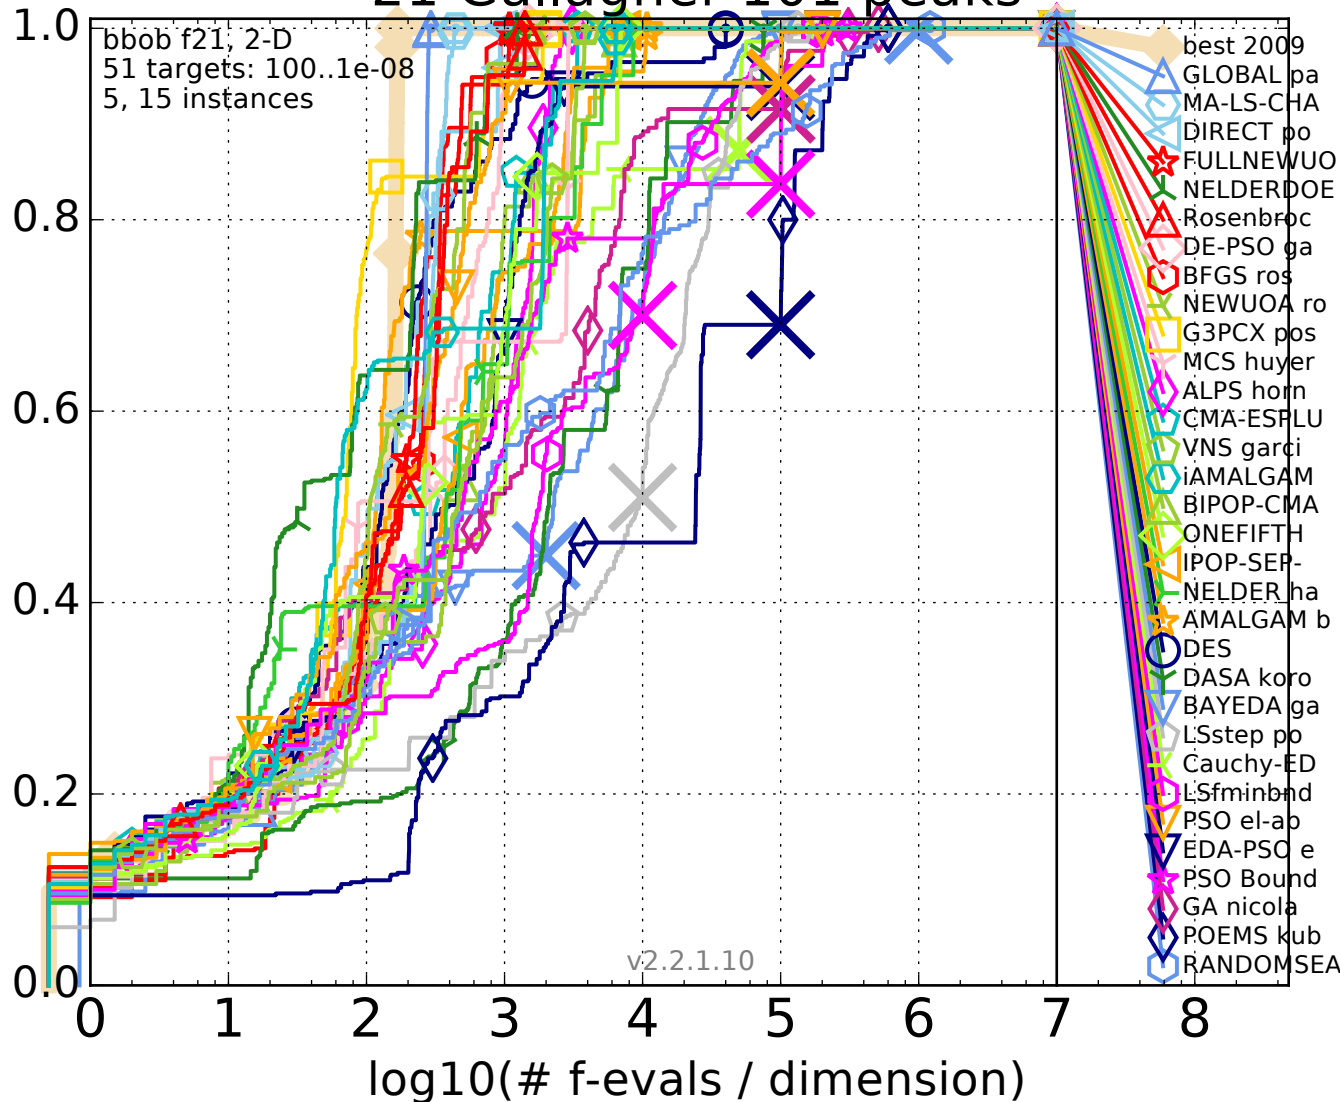 21 Gallagher 101 peaks
bbob f21, 2-D
51 targets: 100..1e-08
5, 15 instances
1.0
0.8
0.6
0.4
0.2
0.0
best 2009
GLOBAL pa
MA-LS-CHA
DIRECT po
FULLNEWUO
NELDERDOE
Rosenbroc
DE-PSO ga
BFGS ros
NEWUOA ro
G3PCX pos
MCS huyer
ALPS horn
CMA-ESPLU
VNS garci
iAMALGAM
BIPOP-CMA
ONEFIFTH
IPOP-SEP-
NELDER ha
AMALGAM b
DES
DASA koro
BAYEDA ga
LSstep po
Cauchy-ED
LSfminbnd
PSO el-ab
EDA-PSO e
PSO Bound
GA nicola
POEMS kub
RANDOMSEA
v2.2.1.10
0 1 2 3 4 5 6 7 8
log10(# f-evals / dimension)